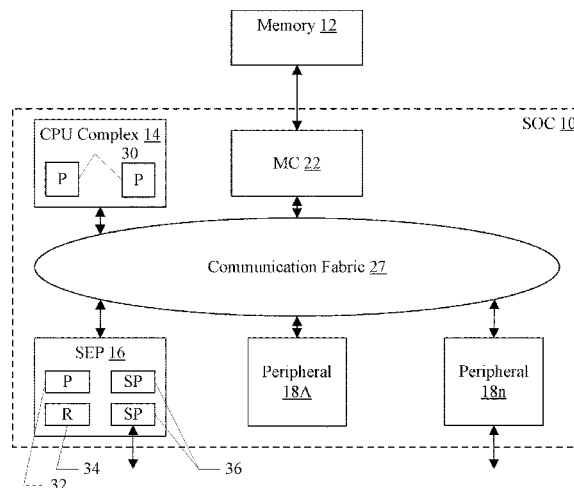 Memory 12
SOC 10
CPU Complex 14
30
P
P
MC 22
Communication Fabric 27
SEP 16
P
SP
R
SP
Peripheral
18A
Peripheral
18n
34
36
32